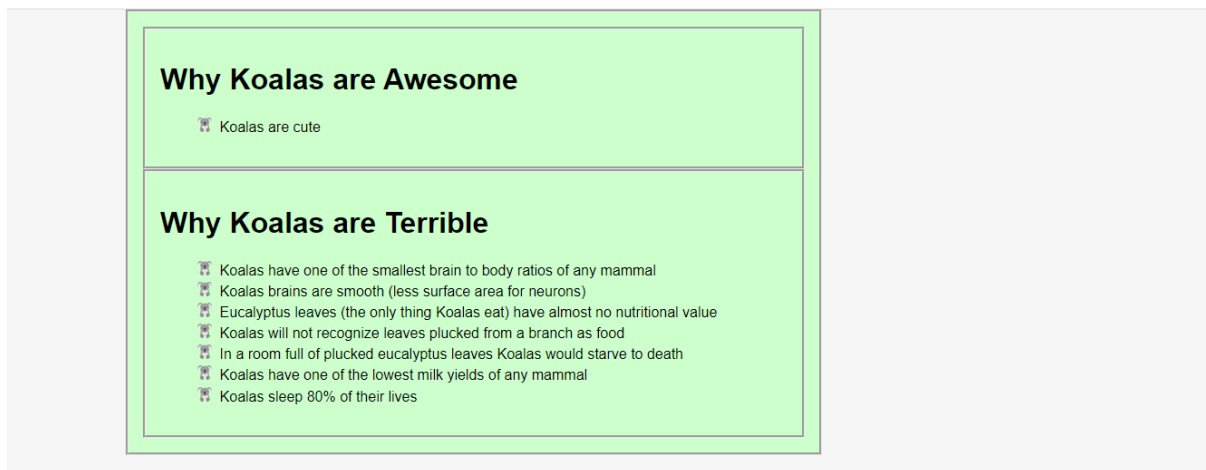 Why Koalas are Awesome
Koalas are cute
Why Koalas are Terrible
Koalas have one of the smallest brain to body ratios of any mammal
Koalas brains are smooth (less surface area for neurons)
Eucalyptus leaves (the only thing Koalas eat) have almost no nutritional value
Koalas will not recognize leaves plucked from a branch as food
In a room full of plucked eucalyptus leaves Koalas would starve to death
Koalas have one of the lowest milk yields of any mammal
Koalas sleep 80% of their lives